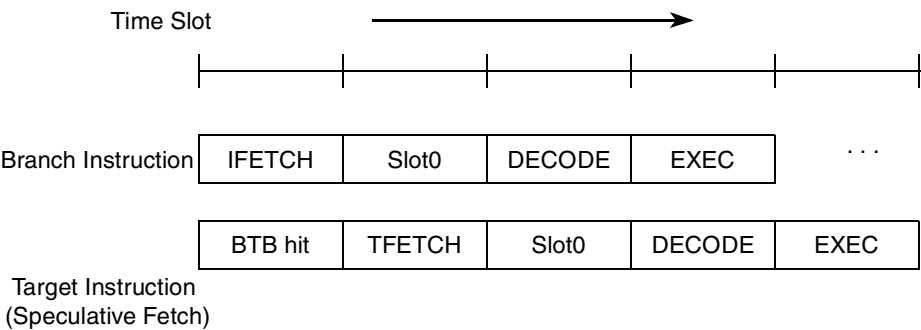 Time Slot
Branch Instruction IFETCH Slot0 DECODE EXEC . . .
BTB hit TFETCH Slot0 DECODE EXEC
Target Instruction
(Speculative Fetch)